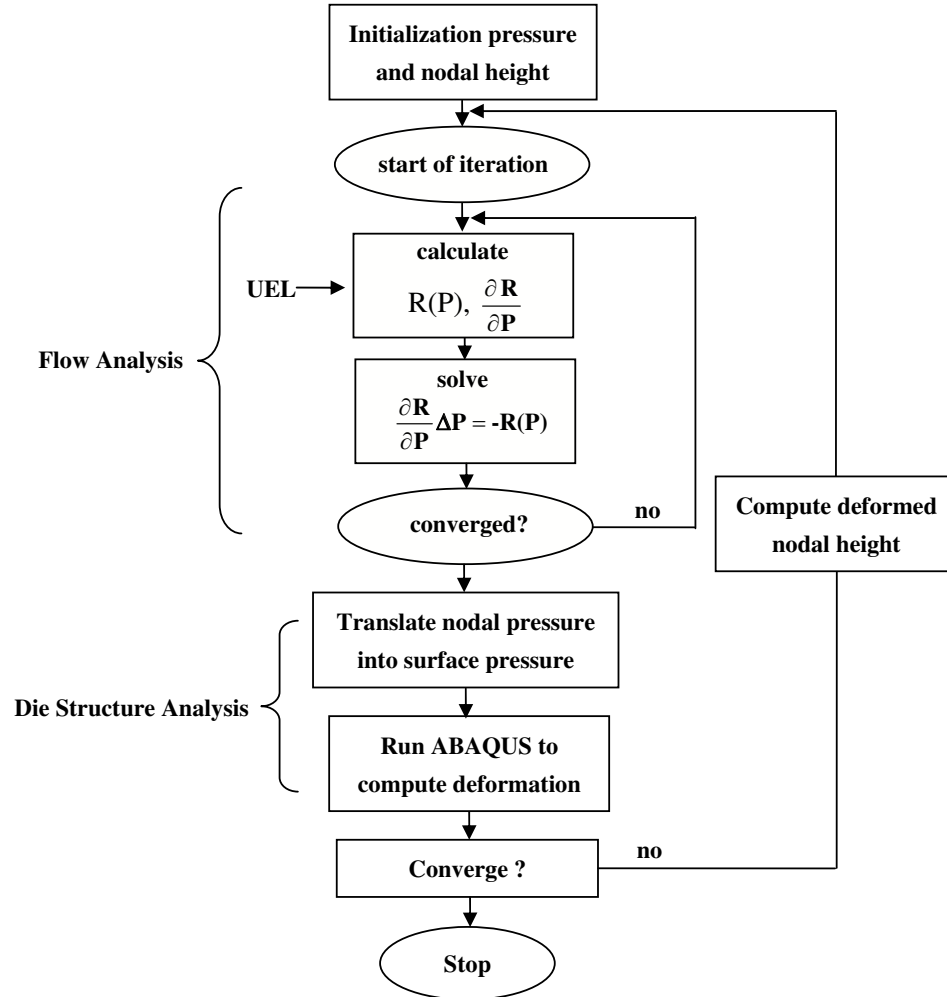 Initialization pressure
and nodal height
start of iteration
calculate
UEL
R(P), ∂R/∂P
Flow Analysis
solve
∂R/∂P ΔP = -R(P)
converged?
no
Compute deformed
nodal height
Translate nodal pressure
into surface pressure
Die Structure Analysis
Run ABAQUS to
compute deformation
Converge ?
no
Stop